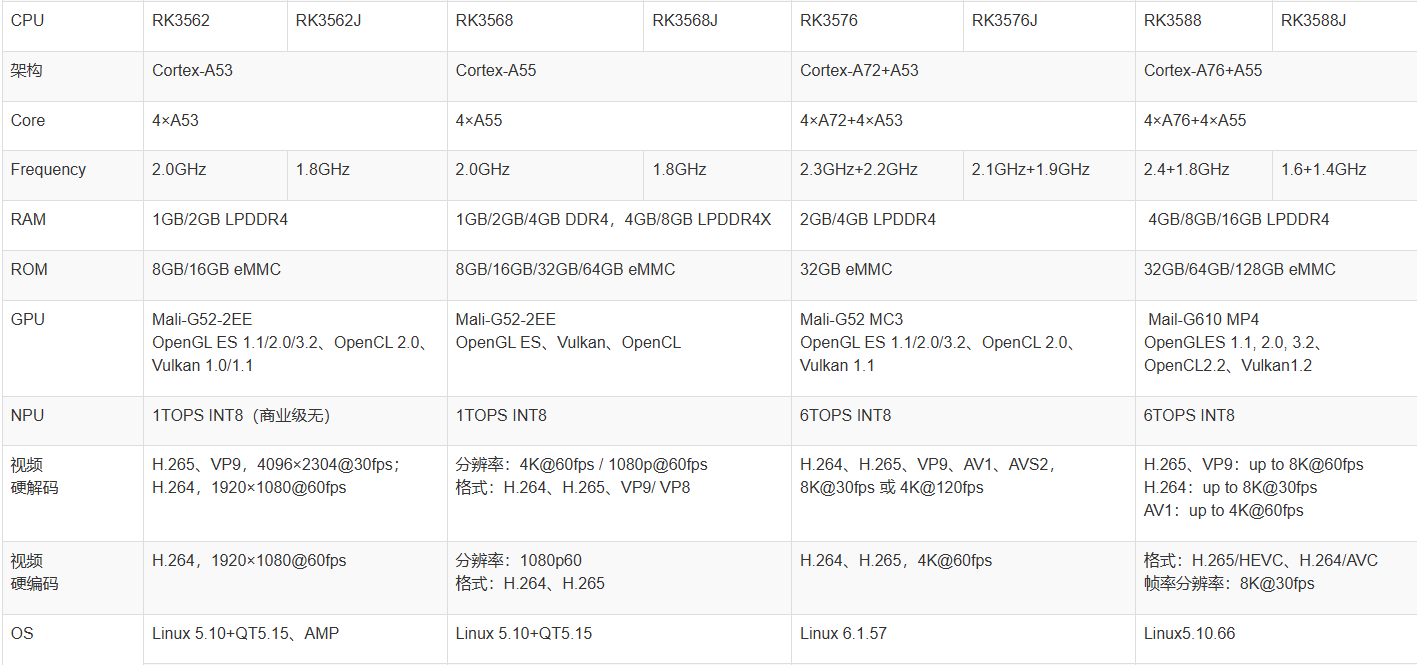 CPU RK3562 RK3562J RK3568 RK3568J RK3576 RK3576J RK3588 RK3588J
架构 Cortex-A53 Cortex-A55 Cortex-A72+A53 Cortex-A76+A55
Core 4×A53 4×A55 4×A72+4×A53 4×A76+4×A55
Frequency 2.0GHz 1.8GHz 2.0GHz 1.8GHz 2.3GHz+2.2GHz 2.1GHz+1.9GHz 2.4+1.8GHz 1.6+1.4GHz
RAM 1GB/2GB LPDDR4 1GB/2GB/4GB DDR4，4GB/8GB LPDDR4X 2GB/4GB LPDDR4 4GB/8GB/16GB LPDDR4
ROM 8GB/16GB eMMC 8GB/16GB/32GB/64GB eMMC 32GB eMMC 32GB/64GB/128GB eMMC
GPU Mali-G52-2EE Mali-G52-2EE Mali-G52 MC3 Mail-G610 MP4
OpenGL ES 1.1/2.0/3.2、OpenCL 2.0、 OpenGL ES、Vulkan、OpenCL OpenGL ES 1.1/2.0/3.2、OpenCL 2.0、 OpenGLES 1.1, 2.0, 3.2、
Vulkan 1.0/1.1 Vulkan 1.1 OpenCL2.2、Vulkan1.2
NPU 1TOPS INT8（商业级无） 1TOPS INT8 6TOPS INT8 6TOPS INT8
视频 H.265、VP9，4096×2304@30fps； 分辨率：4K@60fps / 1080p@60fps H.264、H.265、VP9、AV1、AVS2， H.265、VP9：up to 8K@60fps
硬解码 H.264，1920×1080@60fps 格式：H.264、H.265、VP9/ VP8 8K@30fps 或 4K@120fps H.264：up to 8K@30fps
AV1：up to 4K@60fps
视频 H.264，1920×1080@60fps 分辨率：1080p60 H.264、H.265，4K@60fps 格式：H.265/HEVC、H.264/AVC
硬编码 格式：H.264、H.265 帧率分辨率：8K@30fps
OS Linux 5.10+QT5.15、AMP Linux 5.10+QT5.15 Linux 6.1.57 Linux5.10.66